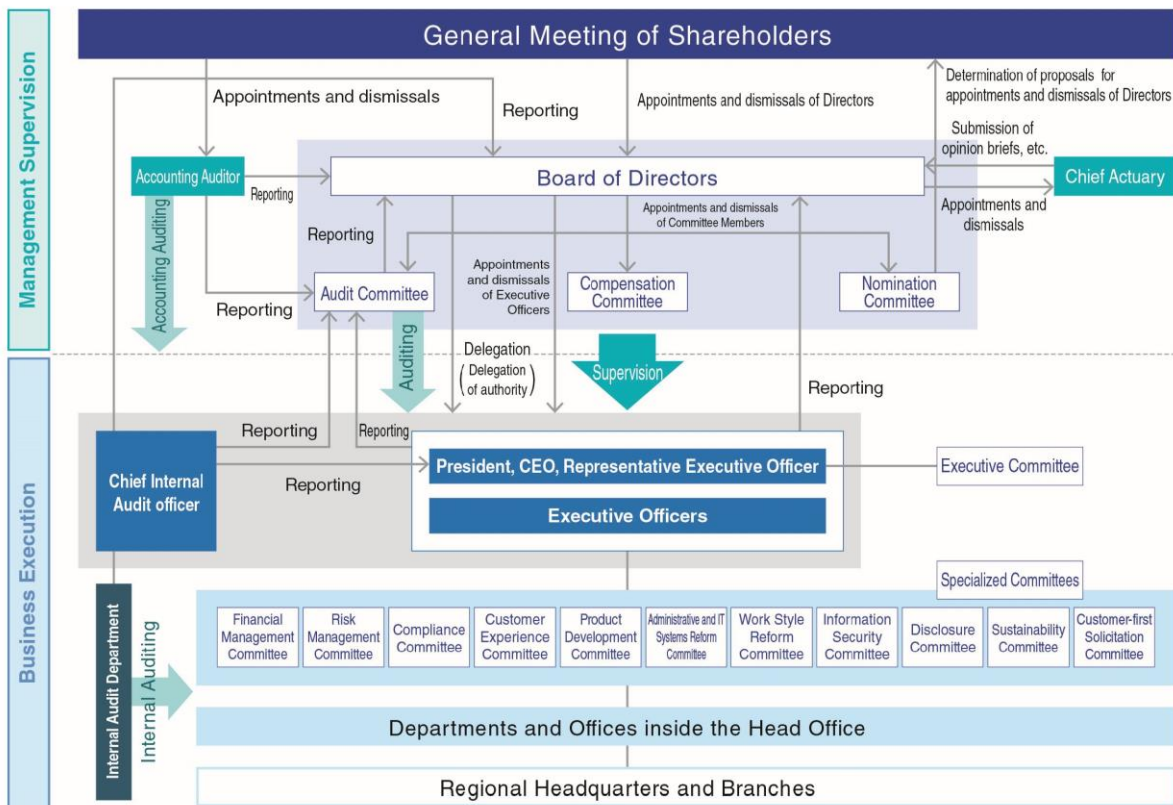 Management Supervision
General Meeting of Shareholders
Appointments and dismissals
Reporting
Appointments and dismissals of Directors
Determination of proposals for
appointments and dismissals of Directors
Submission of
opinion briefs, etc.
Accounting Auditor
Reporting
Board of Directors
Chief Actuary
Appointments and
dismissals
Accounting Auditing
Reporting
Appointments and dismissals
of Committee Members
Appointments
and dismissals
of Executive
Officers
Reporting
Audit Committee
Compensation
Committee
Nomination
Committee
Auditing
Delegation
( Delegation
of authority )
Supervision
Reporting
Business Execution
Chief Internal
Audit officer
Reporting
Reporting
Reporting
President, CEO, Representative Executive Officer
Executive Officers
Executive Committee
Specialized Committees
Internal Audit Department
Internal Auditing
Financial
Management
Committee
Risk
Management
Committee
Compliance
Committee
Customer
Experience
Committee
Product
Development
Committee
Administrative and IT
Systems Reform
Committee
Work Style
Reform
Committee
Information
Security
Committee
Disclosure
Committee
Sustainability
Committee
Customer-first
Solicitation
Committee
Departments and Offices inside the Head Office
Regional Headquarters and Branches